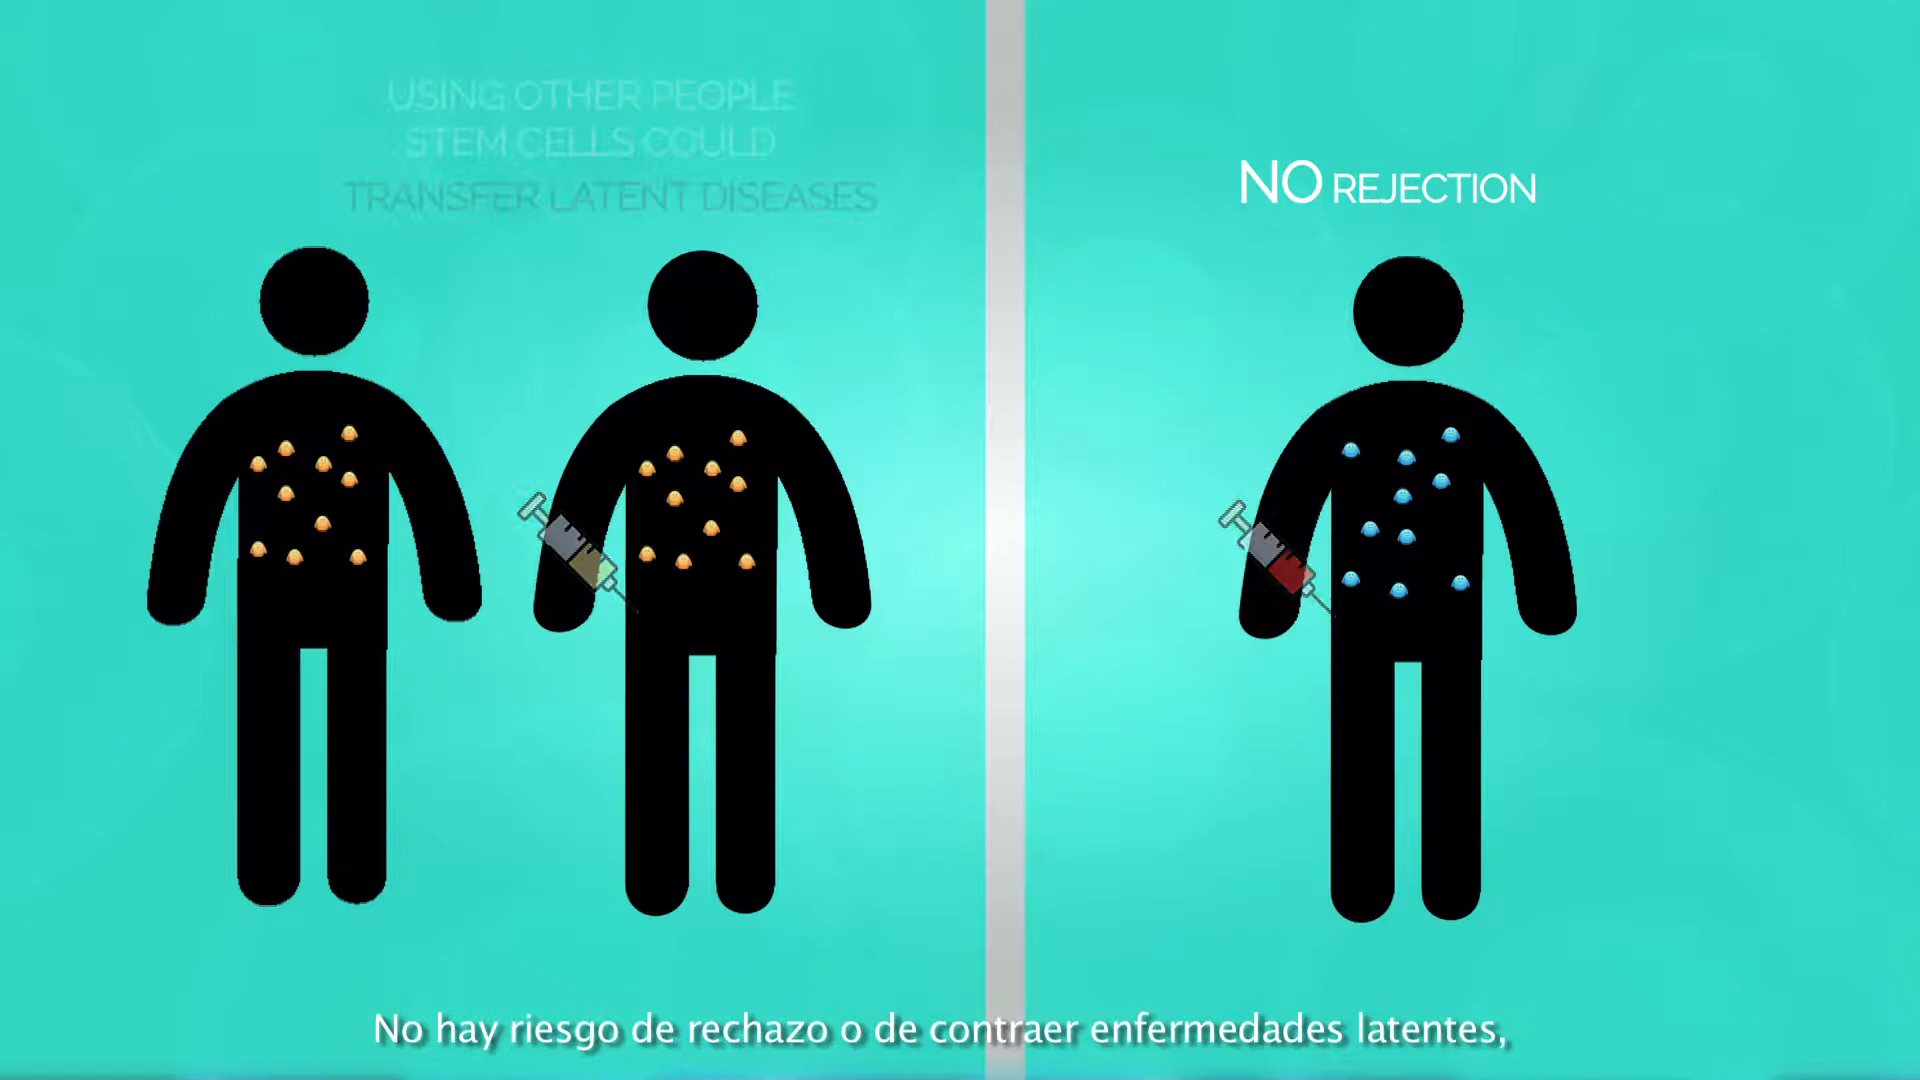 USING OTHER PEOPLE
STEM CELLS COULD
TRANSFER LATENT DISEASES
NO REJECTION
No hay riesgo de rechazo o de contraer enfermedades latentes,